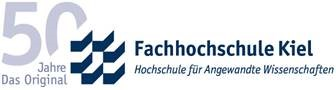 50
Jahre
Das Original
Fachhochschule Kiel
Hochschule für Angewandte Wissenschaften